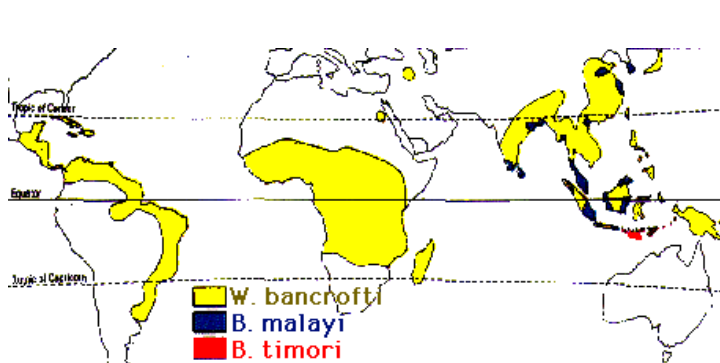 Tropic of Cancer
Equator
Tropic of Capricorn
W. bancrofti
B. malayi
B. timori